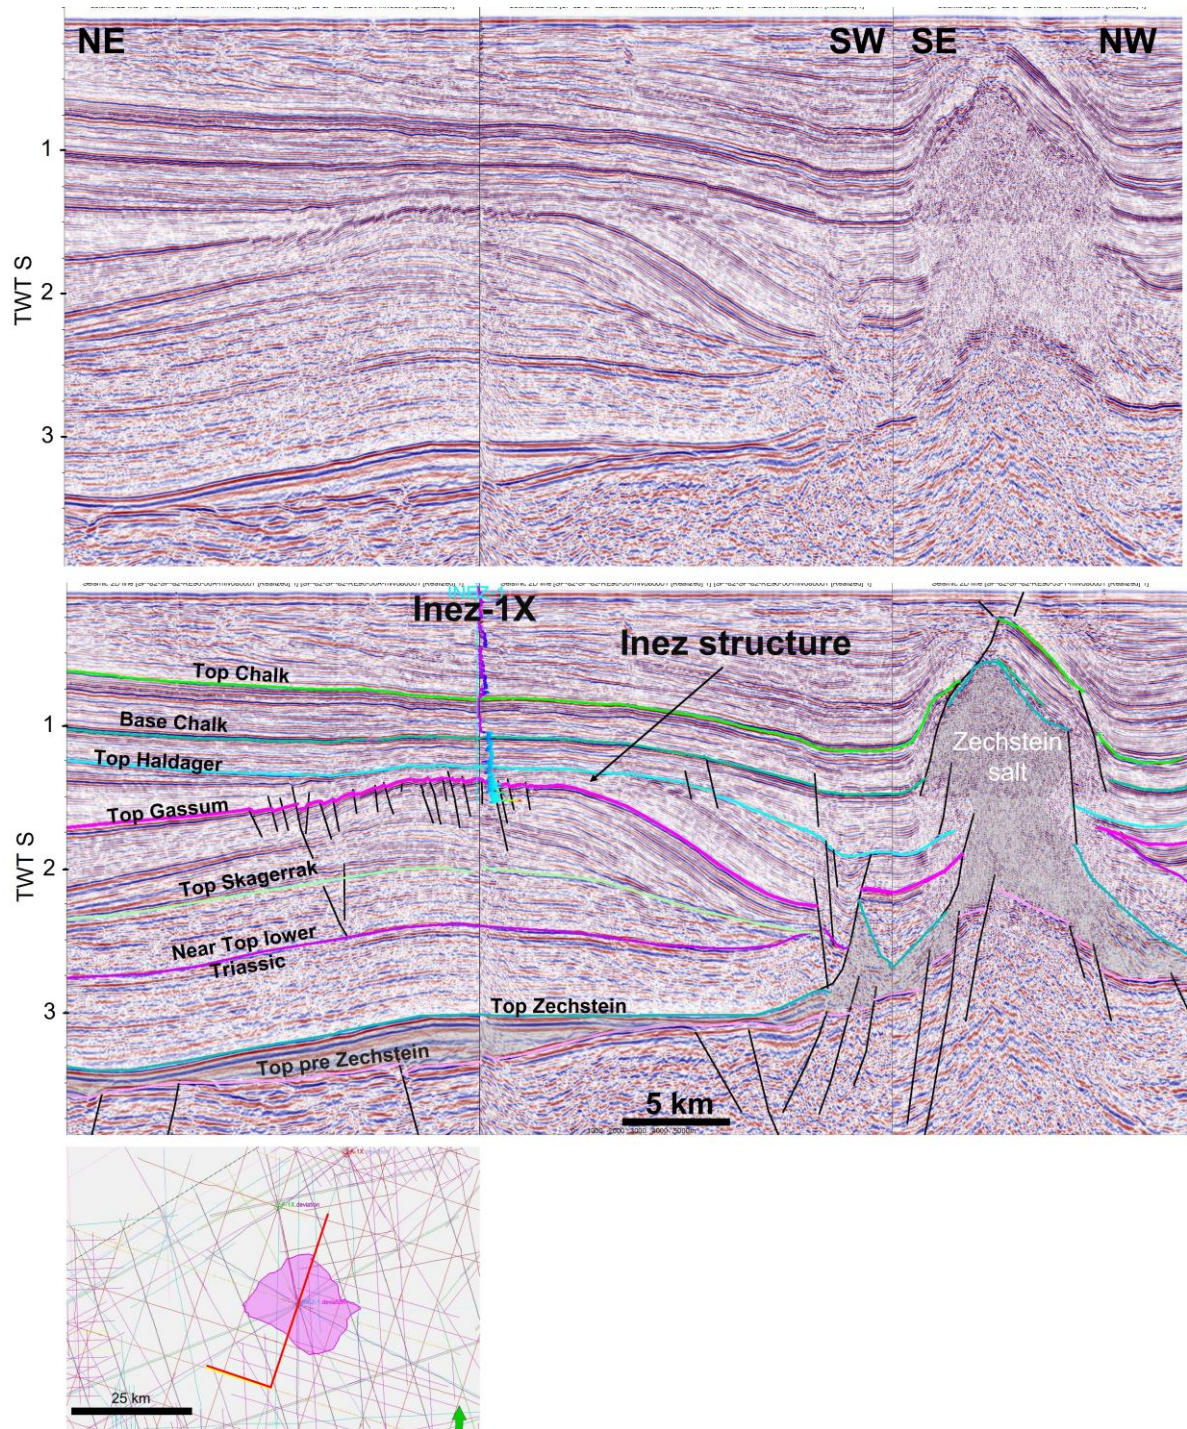 NE
SW
SE
NW
1
2
3
TWT S
Inez-1X
Inez structure
Top Chalk
Base Chalk
Top Haldager
Top Gassum
Top Skagerrak
Near Top lower
Triassic
Top Zechstein
Top pre Zechstein
Zechstein
salt
1
2
3
TWT S
5 km
25 km